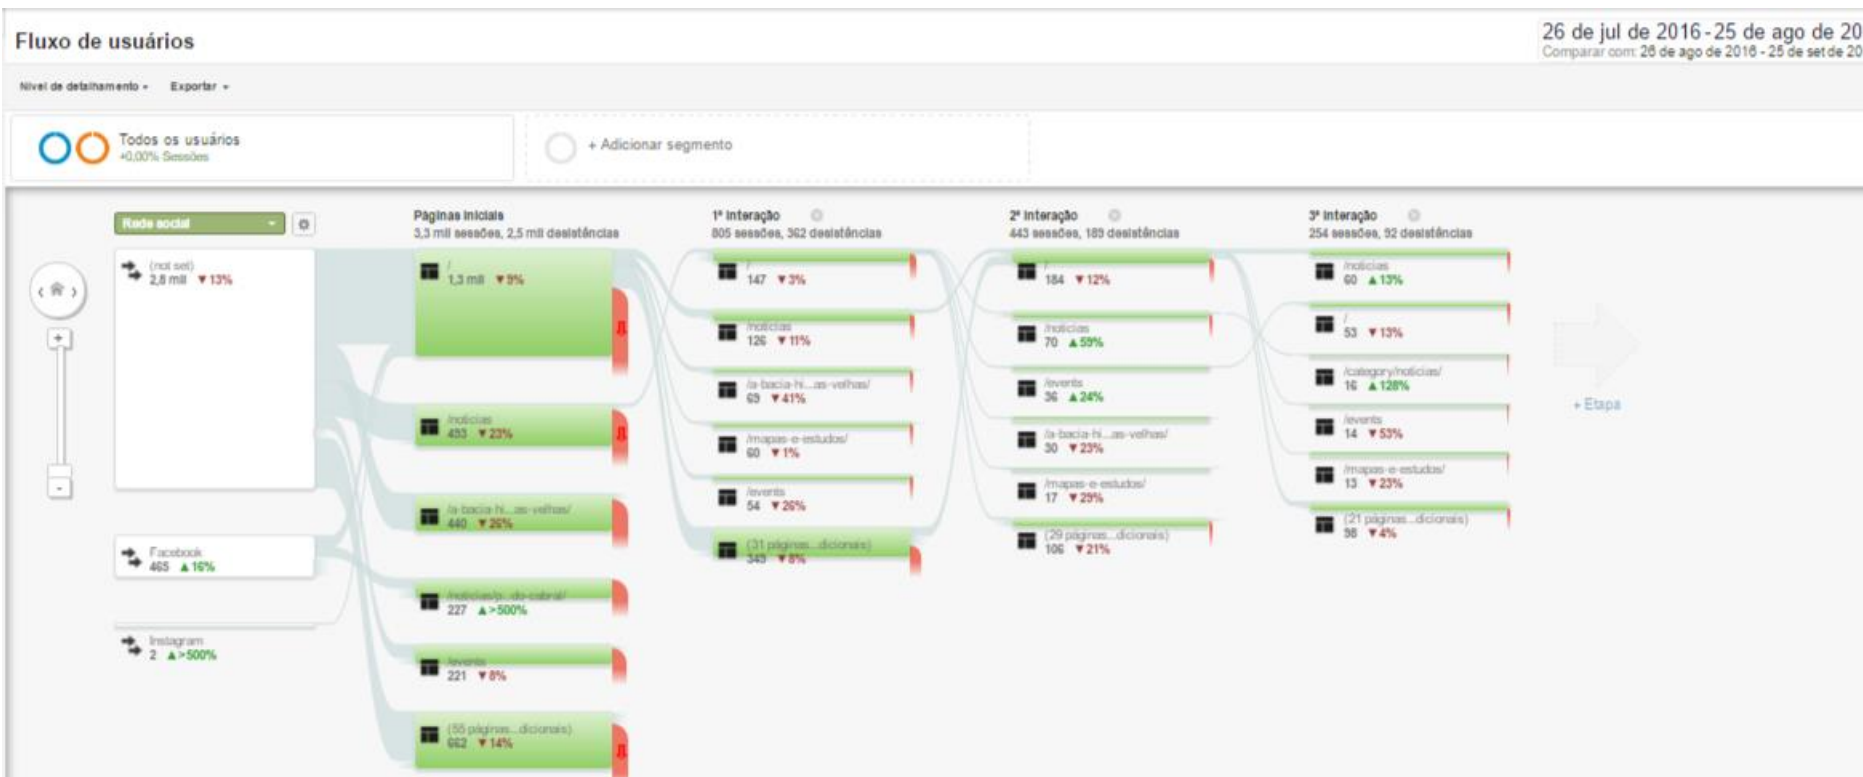 Fluxo de usuários
26 de jul de 2016 - 25 de ago de 20
Comparar com: 26 de ago de 2016 - 25 de set de 20
Nível de detalhamento
Exportar
Todos os usuários
+0,00% Sessões
+ Adicionar segmento
Rede social
(not set)
2,8 mil ▼ 13%
Facebook
465 ▲ 16%
Instagram
2 ▲ >500%
Páginas iniciais
3,3 mil sessões, 2,5 mil desistências
/
1,3 mil ▼ 9%
/noticias
493 ▼ 23%
/a-bacia-hi...as-velhas/
440 ▼ 26%
/noticias/p...do-cabral/
227 ▲ >500%
/events
221 ▼ 8%
(55 páginas...dicionais)
662 ▼ 14%
1ª Interação
805 sessões, 362 desistências
/
147 ▼ 3%
/noticias
126 ▼ 11%
/a-bacia-hi...as-velhas/
69 ▼ 41%
/mapas-e-estudos/
60 ▼ 1%
/events
54 ▼ 26%
(31 páginas...dicionais)
349 ▼ 8%
2ª Interação
443 sessões, 189 desistências
/
184 ▼ 12%
/noticias
70 ▲ 59%
/events
36 ▲ 24%
/a-bacia-hi...as-velhas/
30 ▼ 23%
/mapas-e-estudos/
17 ▼ 29%
(29 páginas...dicionais)
106 ▼ 21%
3ª Interação
254 sessões, 92 desistências
/noticias
60 ▲ 13%
/
53 ▼ 13%
/category/noticias/
16 ▲ 128%
/events
14 ▼ 53%
/mapas-e-estudos/
13 ▼ 23%
(21 páginas...dicionais)
98 ▼ 4%
+ Etapa